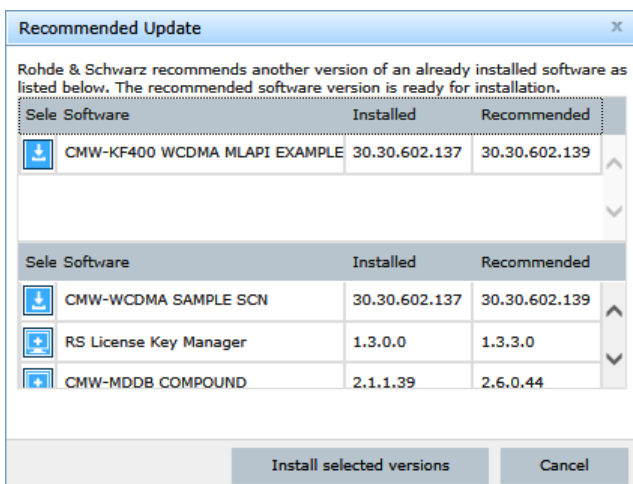 Recommended Update x
Rohde & Schwarz recommends another version of an already installed software as
listed below. The recommended software version is ready for installation.
Sele Software Installed Recommended
CMW-KF400 WCDMA MLAPI EXAMPLE 30.30.602.137 30.30.602.139
Sele Software Installed Recommended
CMW-WCDMA SAMPLE SCN 30.30.602.137 30.30.602.139
RS License Key Manager 1.3.0.0 1.3.3.0
CMW-MDDB COMPOUND 2.1.1.39 2.6.0.44
Install selected versions Cancel